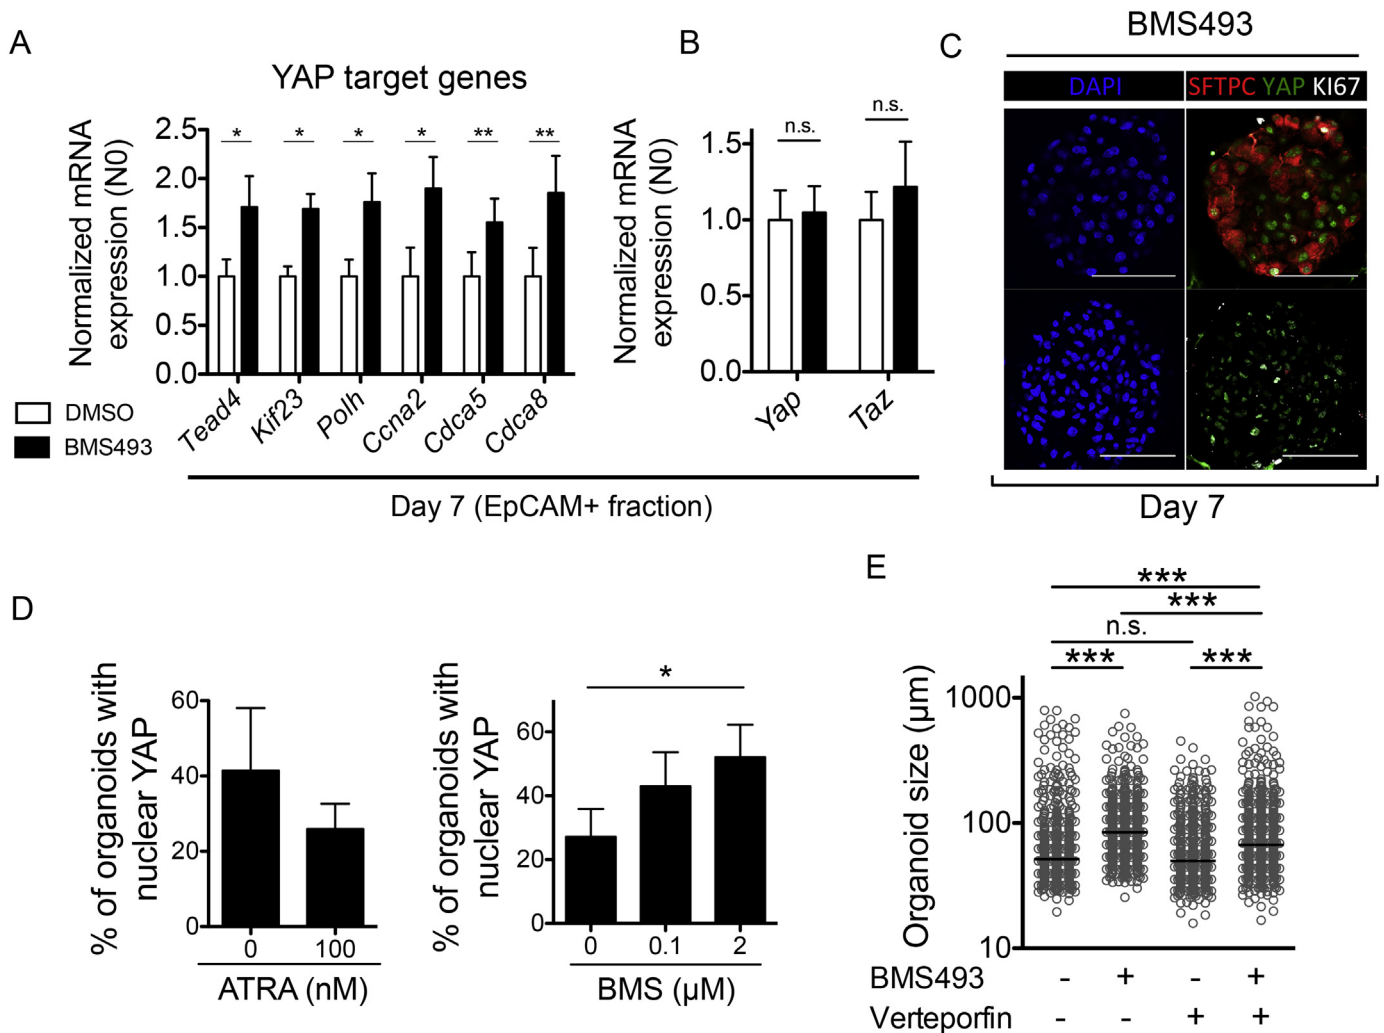 A
YAP target genes
Normalized mRNA
expression (N0)
2.5
2.0
1.5
1.0
0.5
0.0
* * * * ** **
Tead4 Kif23 Polh Ccna2 Cdca5 Cdca8
DMSO
BMS493
B
Normalized mRNA
expression (N0)
1.5
1.0
0.5
0.0
n.s. n.s.
Yap Taz
Day 7 (EpCAM+ fraction)
C
BMS493
DAPI SFTPC YAP KI67
Day 7
D
% of organoids with
nuclear YAP
60
40
20
0
0 100
ATRA (nM)
% of organoids with
nuclear YAP
60
40
20
0
*
0 0.1 2
BMS (µM)
E
***
***
n.s.
*** ***
Organoid size (µm)
1000
100
10
BMS493 - + - +
Verteporfin - - + +